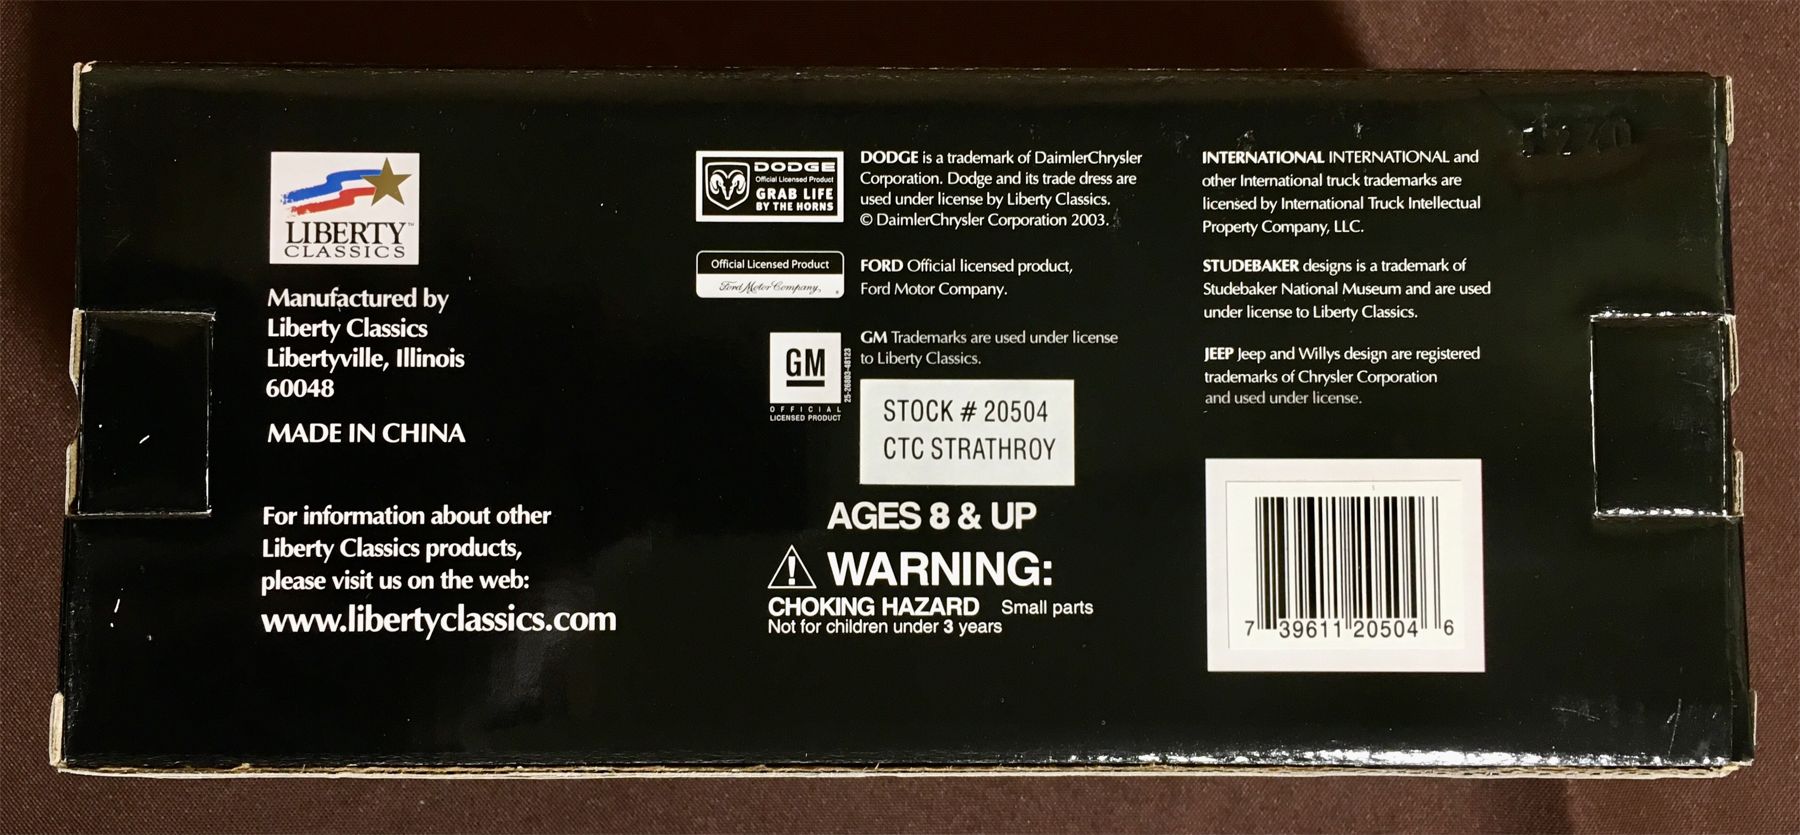 LIBERTY™
CLASSICS
Manufactured by
Liberty Classics
Libertyville, Illinois
60048
MADE IN CHINA
For information about other
Liberty Classics products,
please visit us on the web:
www.libertyclassics.com
DODGE
Official Licensed Product
GRAB LIFE
BY THE HORNS
DODGE is a trademark of DaimlerChrysler
Corporation. Dodge and its trade dress are
used under license by Liberty Classics.
© DaimlerChrysler Corporation 2003.
Official Licensed Product
Ford Motor Company
FORD Official licensed product,
Ford Motor Company.
GM
OFFICIAL
LICENSED PRODUCT
25-26803-48123
GM Trademarks are used under license
to Liberty Classics.
STOCK # 20504
CTC STRATHROY
AGES 8 & UP
WARNING:
CHOKING HAZARD Small parts
Not for children under 3 years
INTERNATIONAL INTERNATIONAL and
other International truck trademarks are
licensed by International Truck Intellectual
Property Company, LLC.
STUDEBAKER designs is a trademark of
Studebaker National Museum and are used
under license to Liberty Classics.
JEEP Jeep and Willys design are registered
trademarks of Chrysler Corporation
and used under license.
7 39611 20504 6